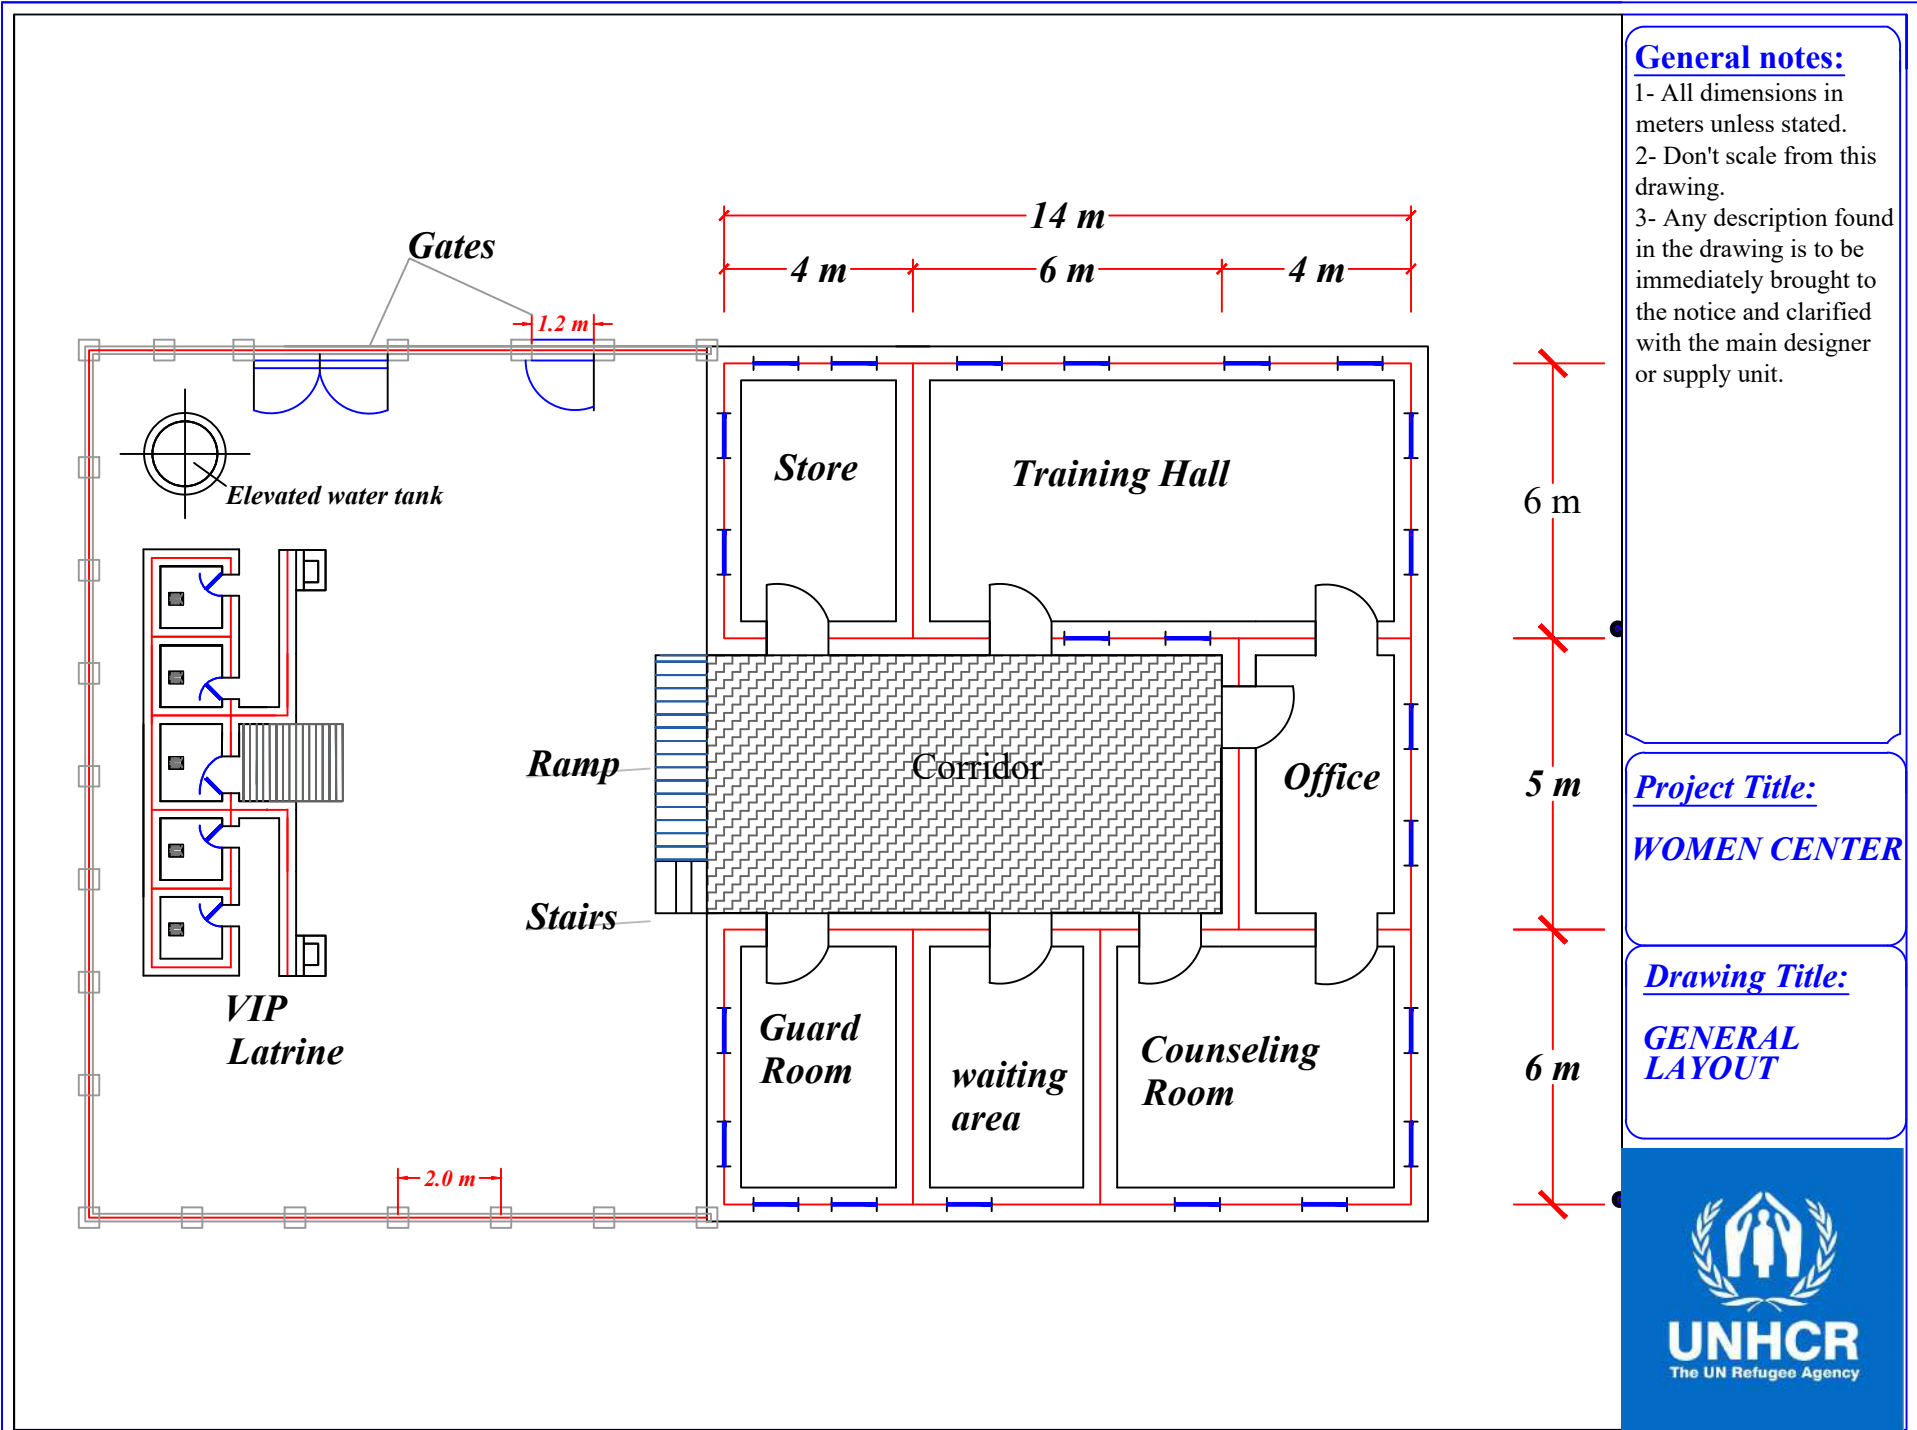 General notes:
1- All dimensions in
meters unless stated.
2- Don't scale from this
drawing.
3- Any description found
in the drawing is to be
immediately brought to
the notice and clarified
with the main designer
or supply unit.
14 m
4 m
6 m
4 m
Gates
1.2 m
Elevated water tank
Store
Training Hall
6 m
Ramp
Corridor
Office
5 m
Stairs
VIP
Latrine
Guard
Room
waiting
area
Counseling
Room
6 m
2.0 m
Project Title:
WOMEN CENTER
Drawing Title:
GENERAL
LAYOUT
UNHCR
The UN Refugee Agency